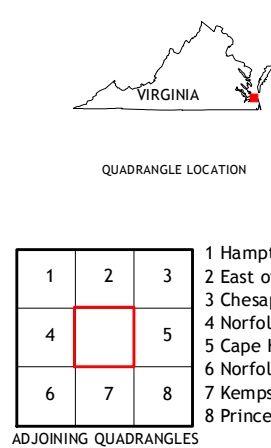 VIRGINIA
QUADRANGLE LOCATION
1 2 3
4 5
6 7 8
1 Hampt
2 East o
3 Chesap
4 Norfol
5 Cape H
6 Norfol
7 Kemps
8 Prince
ADJOINING QUADRANGLES